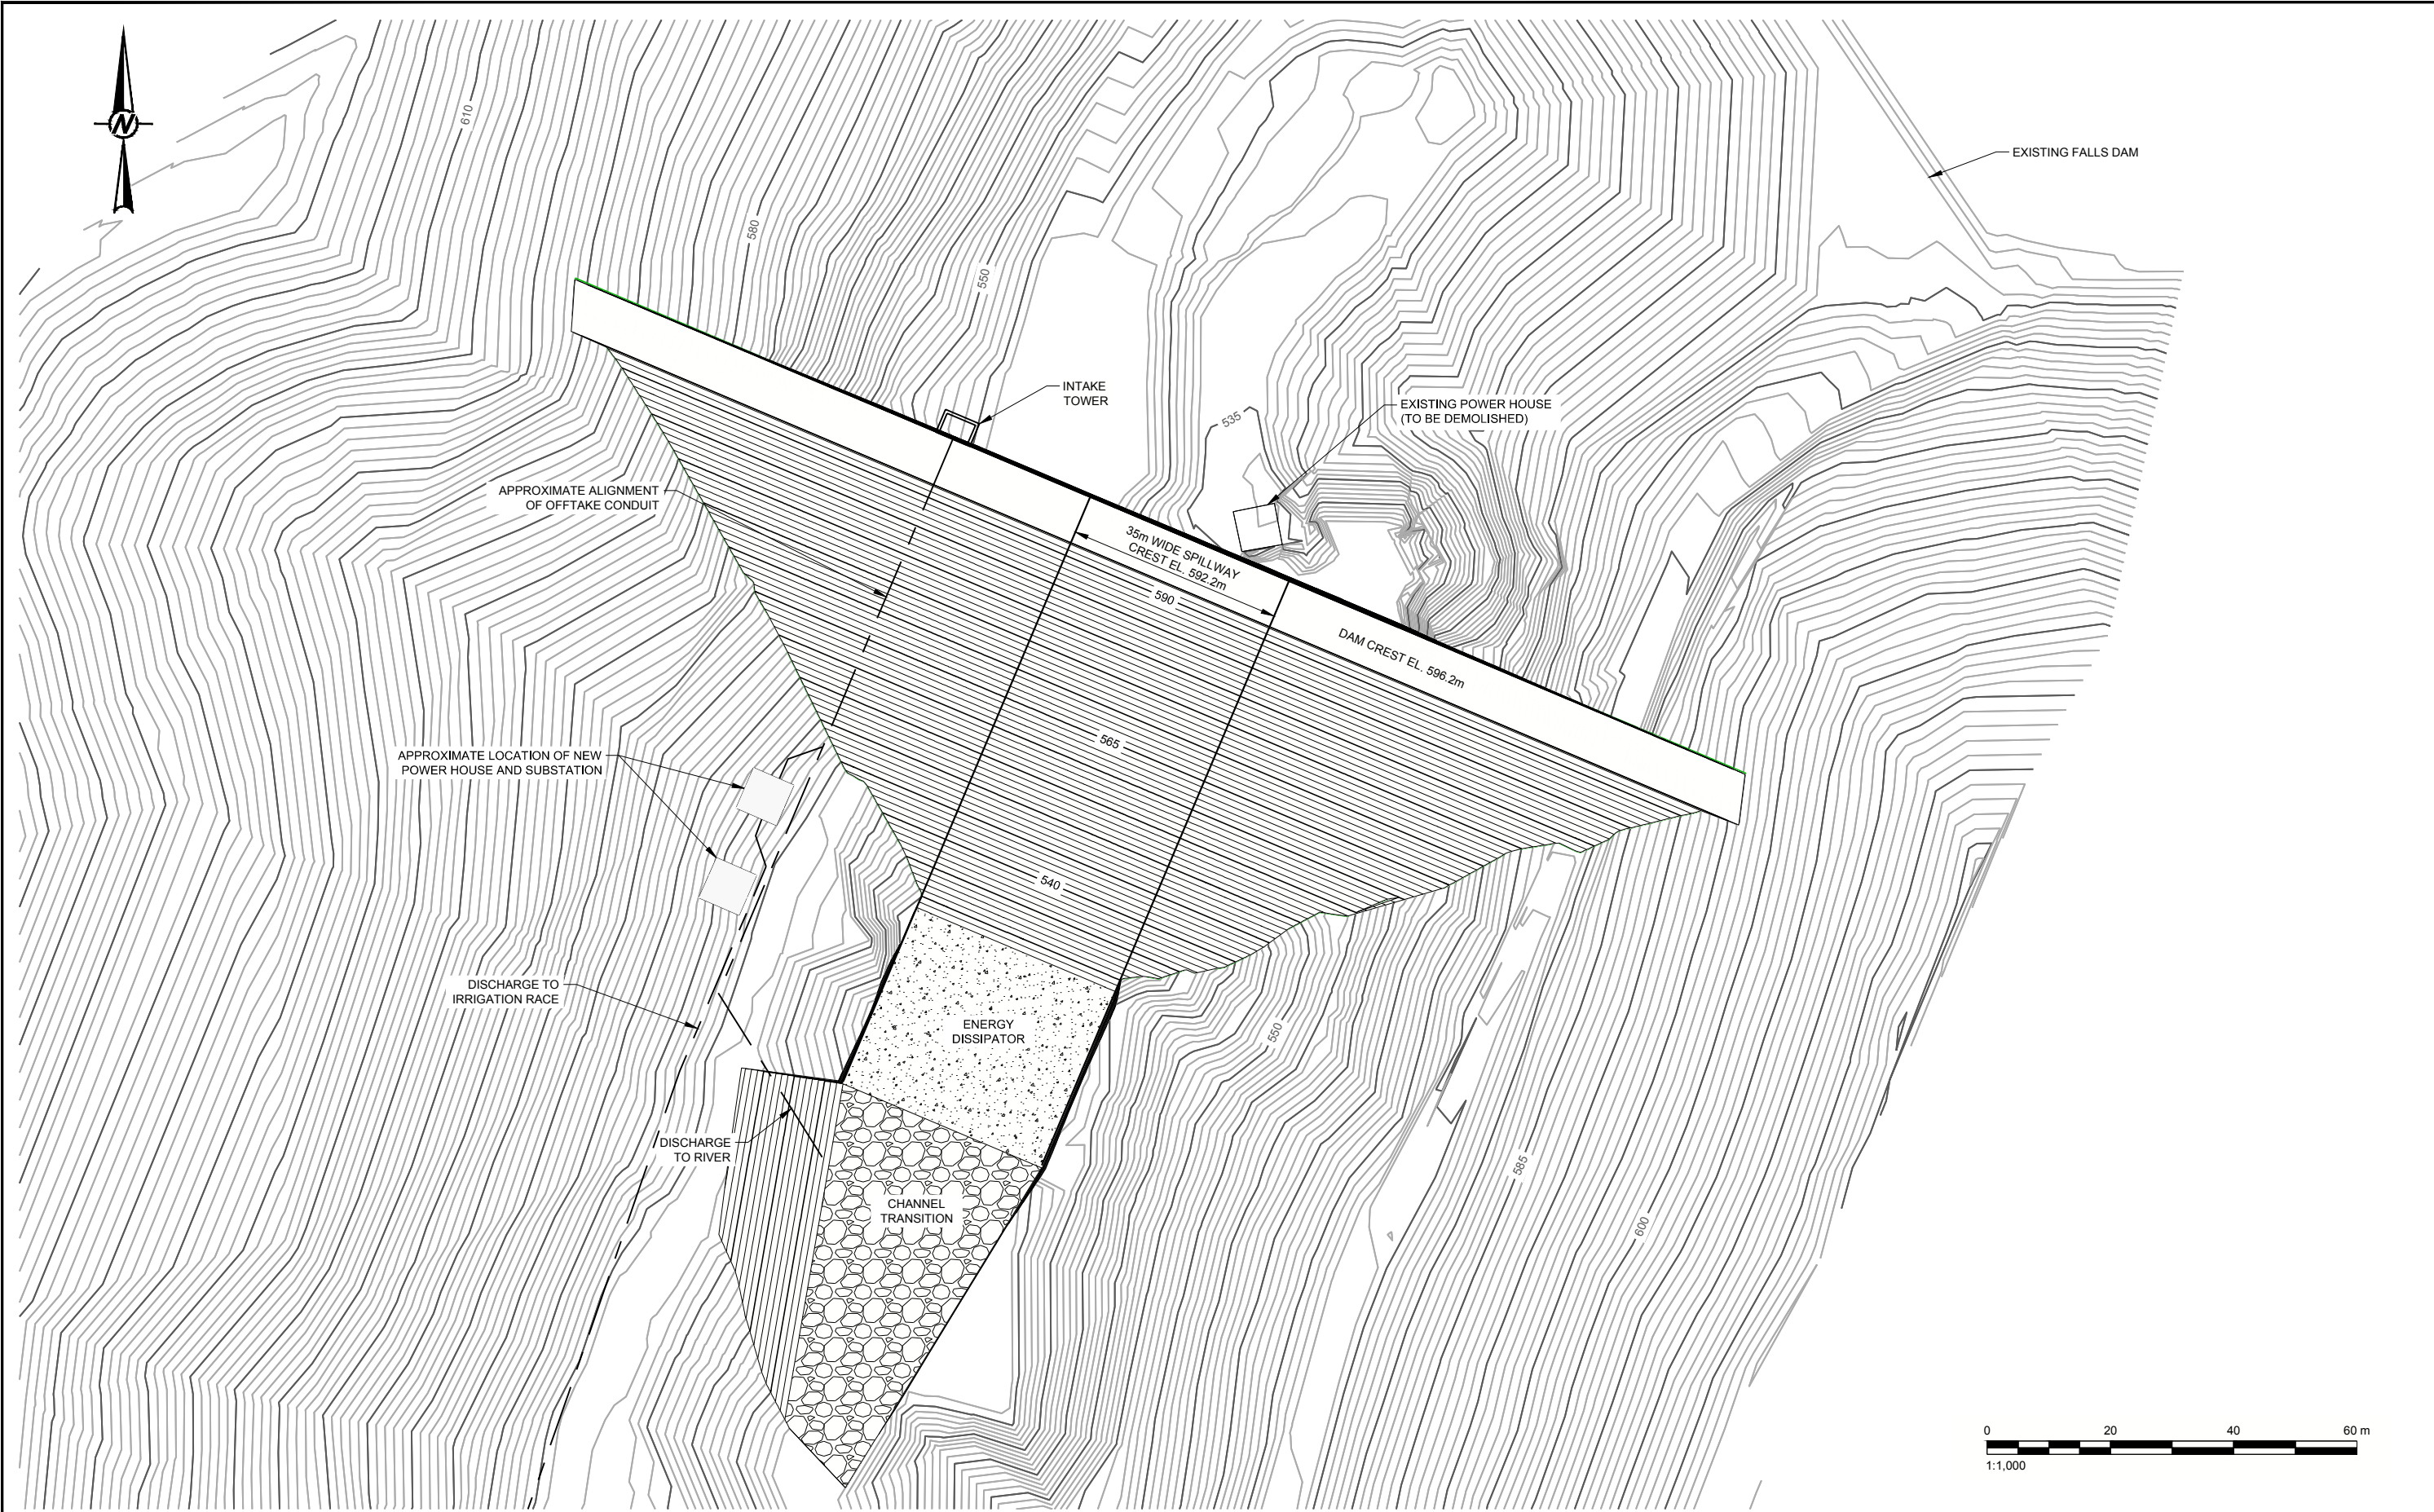 N
610
EXISTING FALLS DAM
580
550
INTAKE
TOWER
EXISTING POWER HOUSE
(TO BE DEMOLISHED)
535
APPROXIMATE ALIGNMENT
OF OFFTAKE CONDUIT
35m WIDE SPILLWAY
CREST EL. 592.2m
590
DAM CREST EL. 596.2m
565
APPROXIMATE LOCATION OF NEW
POWER HOUSE AND SUBSTATION
540
DISCHARGE TO
IRRIGATION RACE
ENERGY
DISSIPATOR
550
DISCHARGE
TO RIVER
585
CHANNEL
TRANSITION
600
0 20 40 60 m
1:1,000